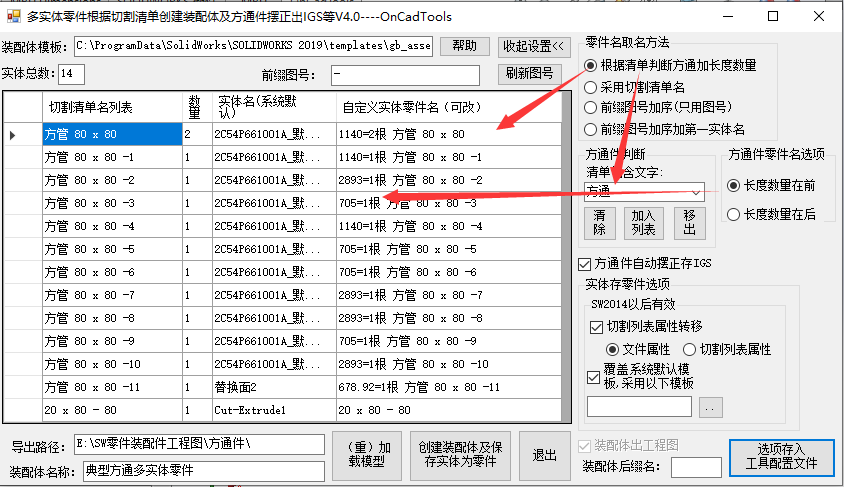 多实体零件根据切割清单创建装配体及方通件摆正出IGS等V4.0----OnCadTools
装配体模板: C:\ProgramData\SolidWorks\SOLIDWORKS 2019\templates\gb_asse 帮助 收起设置<<
实体总数: 14 前缀图号: - 刷新图号
切割清单名列表 数量 实体名(系统默认) 自定义实体零件名(可改)
方管 80 x 80 2 2C54P661001A_默... 1140=2根 方管 80 x 80
方管 80 x 80 -1 1 2C54P661001A_默... 1140=1根 方管 80 x 80 -1
方管 80 x 80 -2 1 2C54P661001A_默... 2893=1根 方管 80 x 80 -2
方管 80 x 80 -3 1 2C54P661001A_默... 705=1根 方管 80 x 80 -3
方管 80 x 80 -4 1 2C54P661001A_默... 1140=1根 方管 80 x 80 -4
方管 80 x 80 -5 1 2C54P661001A_默... 705=1根 方管 80 x 80 -5
方管 80 x 80 -6 1 2C54P661001A_默... 705=1根 方管 80 x 80 -6
方管 80 x 80 -7 1 2C54P661001A_默... 2893=1根 方管 80 x 80 -7
方管 80 x 80 -8 1 2C54P661001A_默... 2893=1根 方管 80 x 80 -8
方管 80 x 80 -9 1 2C54P661001A_默... 705=1根 方管 80 x 80 -9
方管 80 x 80 -10 1 2C54P661001A_默... 2893=1根 方管 80 x 80 -10
方管 80 x 80 -11 1 替换面2 678.92=1根 方管 80 x 80 -11
20 x 80 - 80 1 Cut-Extrude1 20 x 80 - 80
导出路径: E:\SW零件装配件工程图\方通件\
装配体名称: 典型方通多实体零件
(重)加载模型
创建装配体及保存实体为零件
退出
零件名取名方法
根据清单判断方通加长度数量
采用切割清单名
前缀图号加序(只用图号)
前缀图号加序加第一实体名
方通件判断
清单包含文字:
方通
清除 加入列表 移出
方通件零件名选项
长度数量在前
长度数量在后
方通件自动摆正存IGS
实体存零件选项
SW2014以后有效
切割列表属性转移
文件属性 切割列表属性
覆盖系统默认模板,采用以下模板
..
装配体出工程图
装配体后缀名:
选项存入
工具配置文件